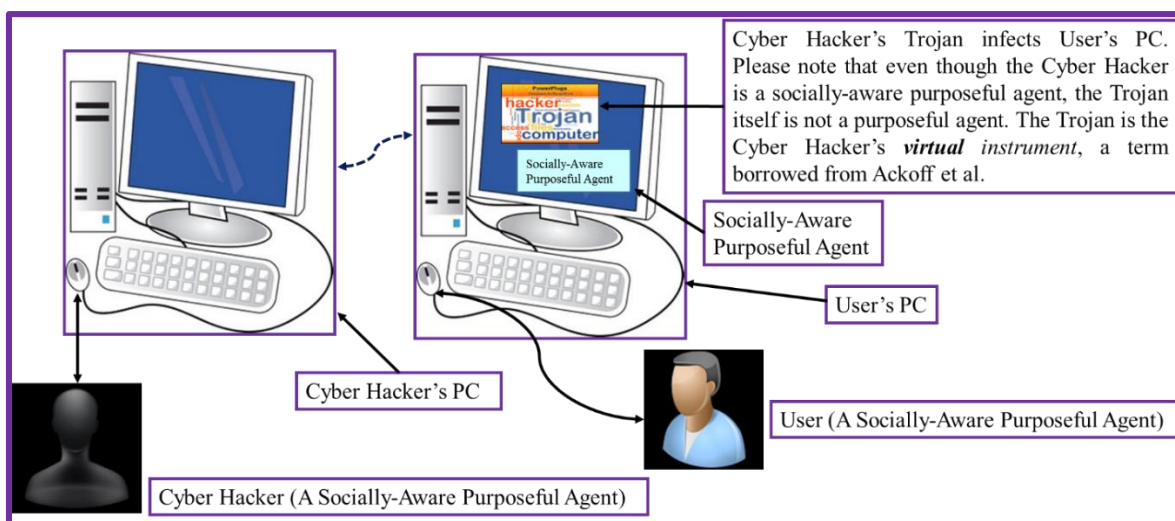 Cyber Hacker's Trojan infects User's PC.
Please note that even though the Cyber Hacker
is a socially-aware purposeful agent, the Trojan
itself is not a purposeful agent. The Trojan is the
Cyber Hacker's virtual instrument, a term
borrowed from Ackoff et al.
PowerPlugs
hacker
Trojan
access files
computer
Socially-Aware
Purposeful Agent
Socially-Aware
Purposeful Agent
User's PC
Cyber Hacker's PC
User (A Socially-Aware Purposeful Agent)
Cyber Hacker (A Socially-Aware Purposeful Agent)